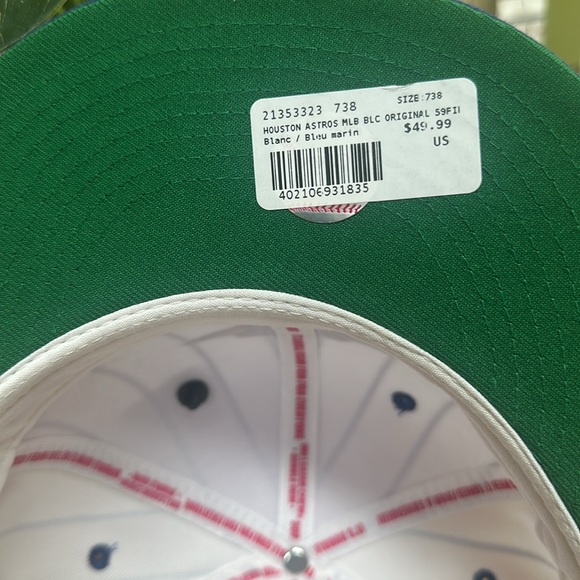 21353323 738
SIZE:738
HOUSTON ASTROS MLB BLC ORIGINAL 59FI
$49.99
Blanc / Bleu marin
US
402106931835